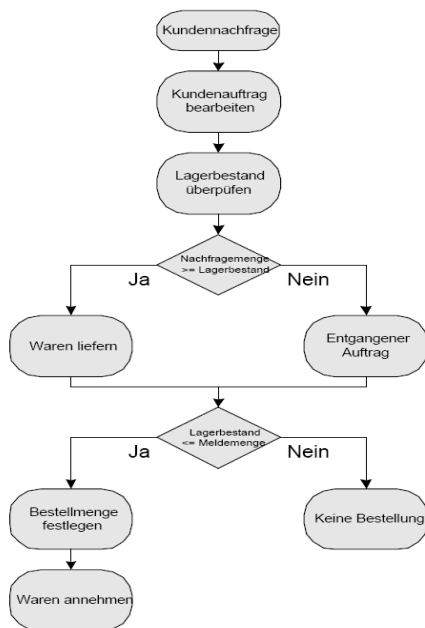 Kundennachfrage
Kundenauftrag
bearbeiten
Lagerbestand
überpüfen
Nachfragemenge
>= Lagerbestand
Ja
Nein
Waren liefern
Entgangener
Auftrag
Lagerbestand
<= Meldemenge
Ja
Nein
Bestellmenge
festlegen
Keine Bestellung
Waren annehmen